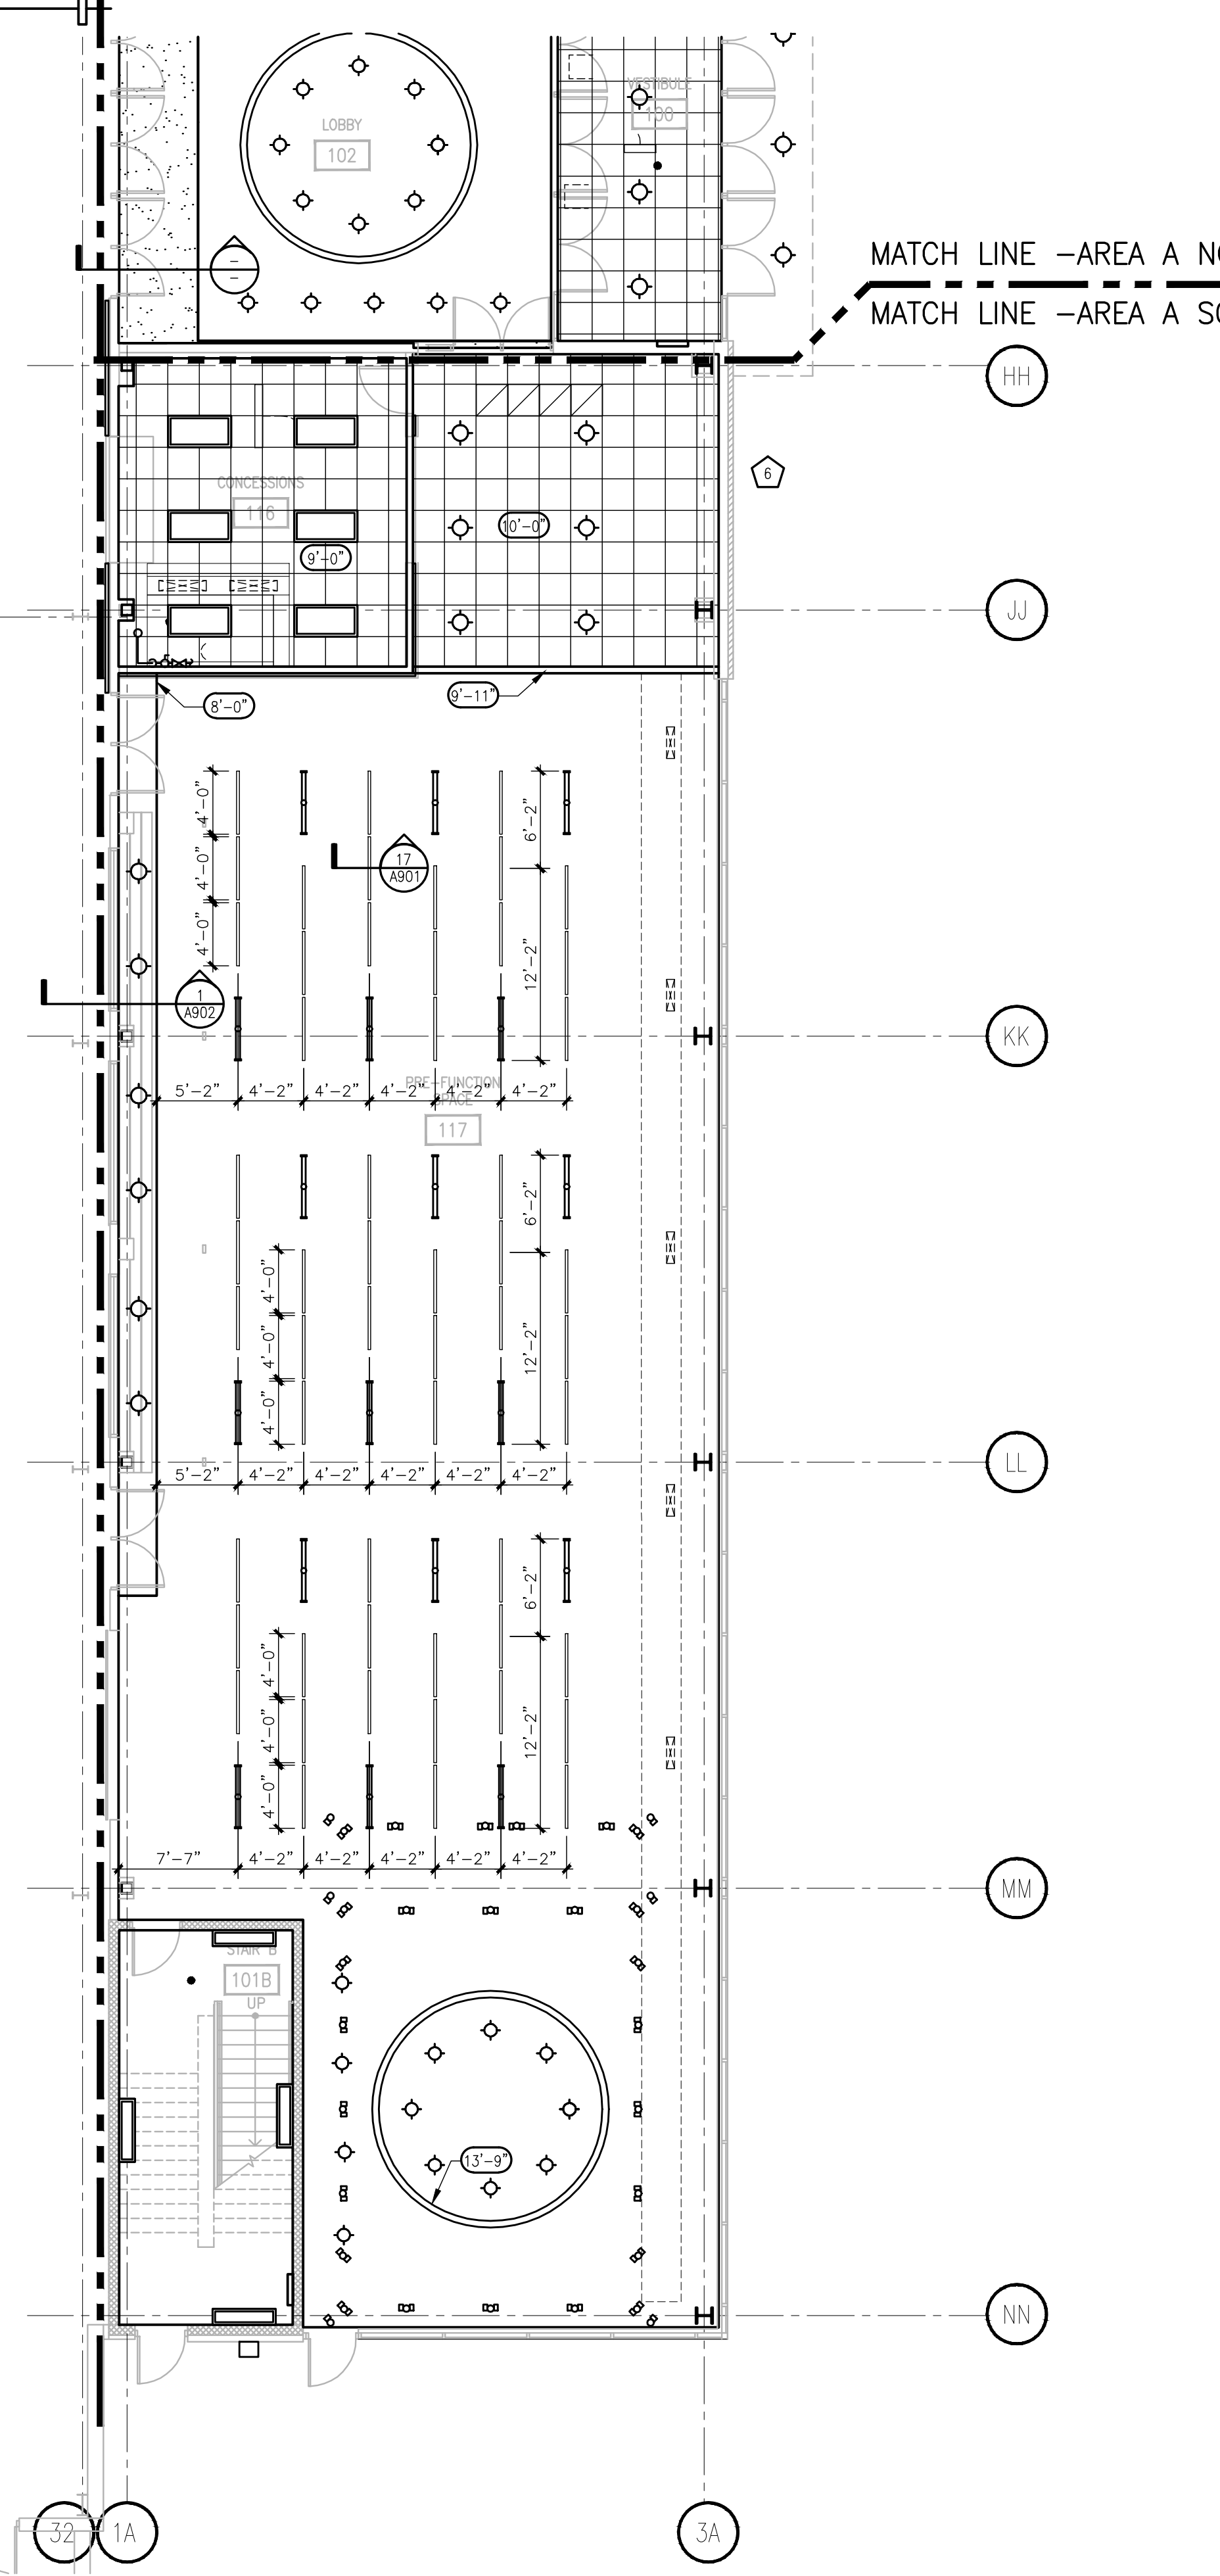 LOBBY
102
VESTIBULE
100
MATCH LINE –AREA A NO
MATCH LINE –AREA A SO
HH
6
CONCESSIONS
116
10'-0"
9'-0"
JJ
8'-0"
9'-11"
4'-0"
4'-0"
4'-0"
6'-2"
12'-2"
17
A901
1
A902
KK
5'-2" 4'-2" 4'-2" 4'-2" 4'-2" 4'-2"
PRE-FUNCTION
SPACE
117
6'-2"
12'-2"
4'-0"
4'-0"
4'-0"
LL
5'-2" 4'-2" 4'-2" 4'-2" 4'-2" 4'-2"
6'-2"
12'-2"
4'-0"
4'-0"
4'-0"
7'-7" 4'-2" 4'-2" 4'-2" 4'-2" 4'-2"
MM
STAIR B
101B
UP
13'-9"
NN
32
1A
3A